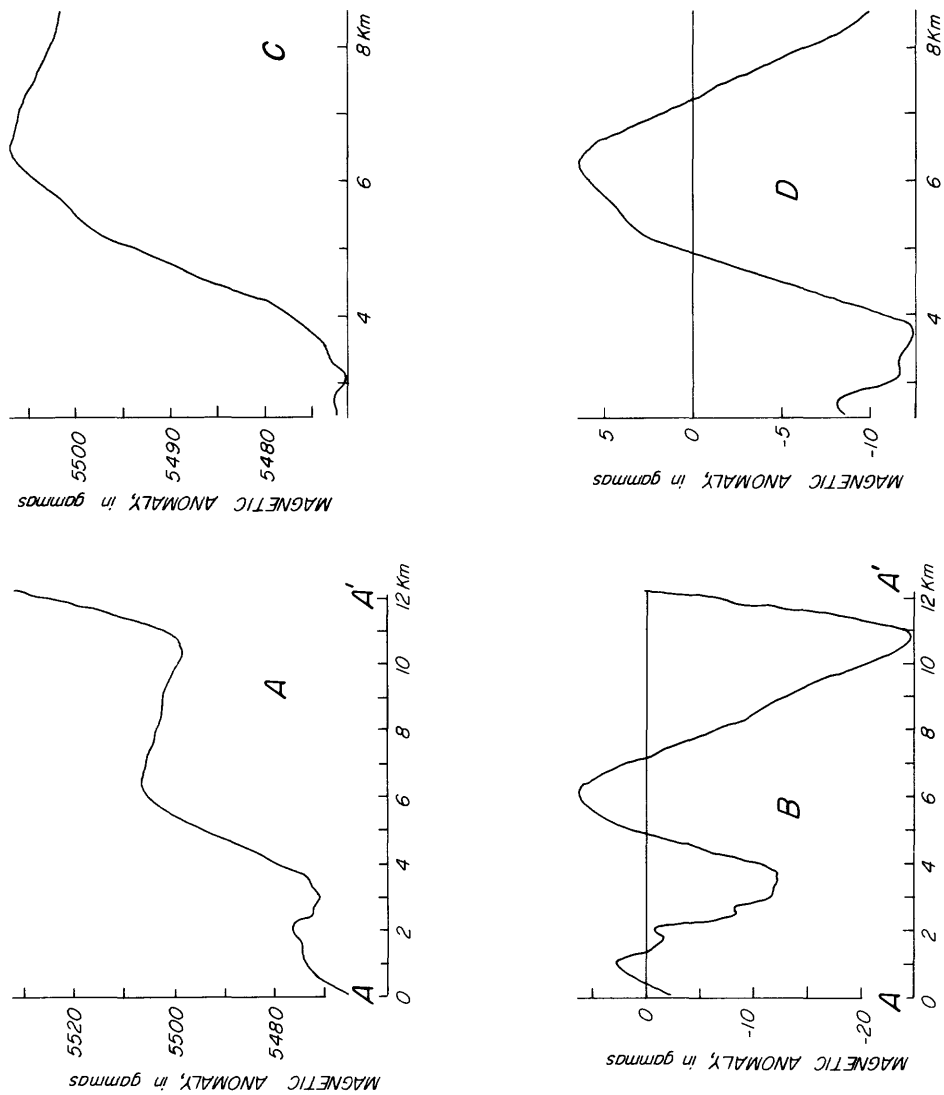 MAGNETIC ANOMALY, in gammas
5520
5500
5480
A
A A'
0 2 4 6 8 10 12 Km
MAGNETIC ANOMALY, in gammas
0
-10
-20
B
A A'
0 2 4 6 8 10 12 Km
MAGNETIC ANOMALY, in gammas
5500
5490
5480
C
4 6 8 Km
MAGNETIC ANOMALY, in gammas
5
0
-5
-10
D
4 6 8 Km